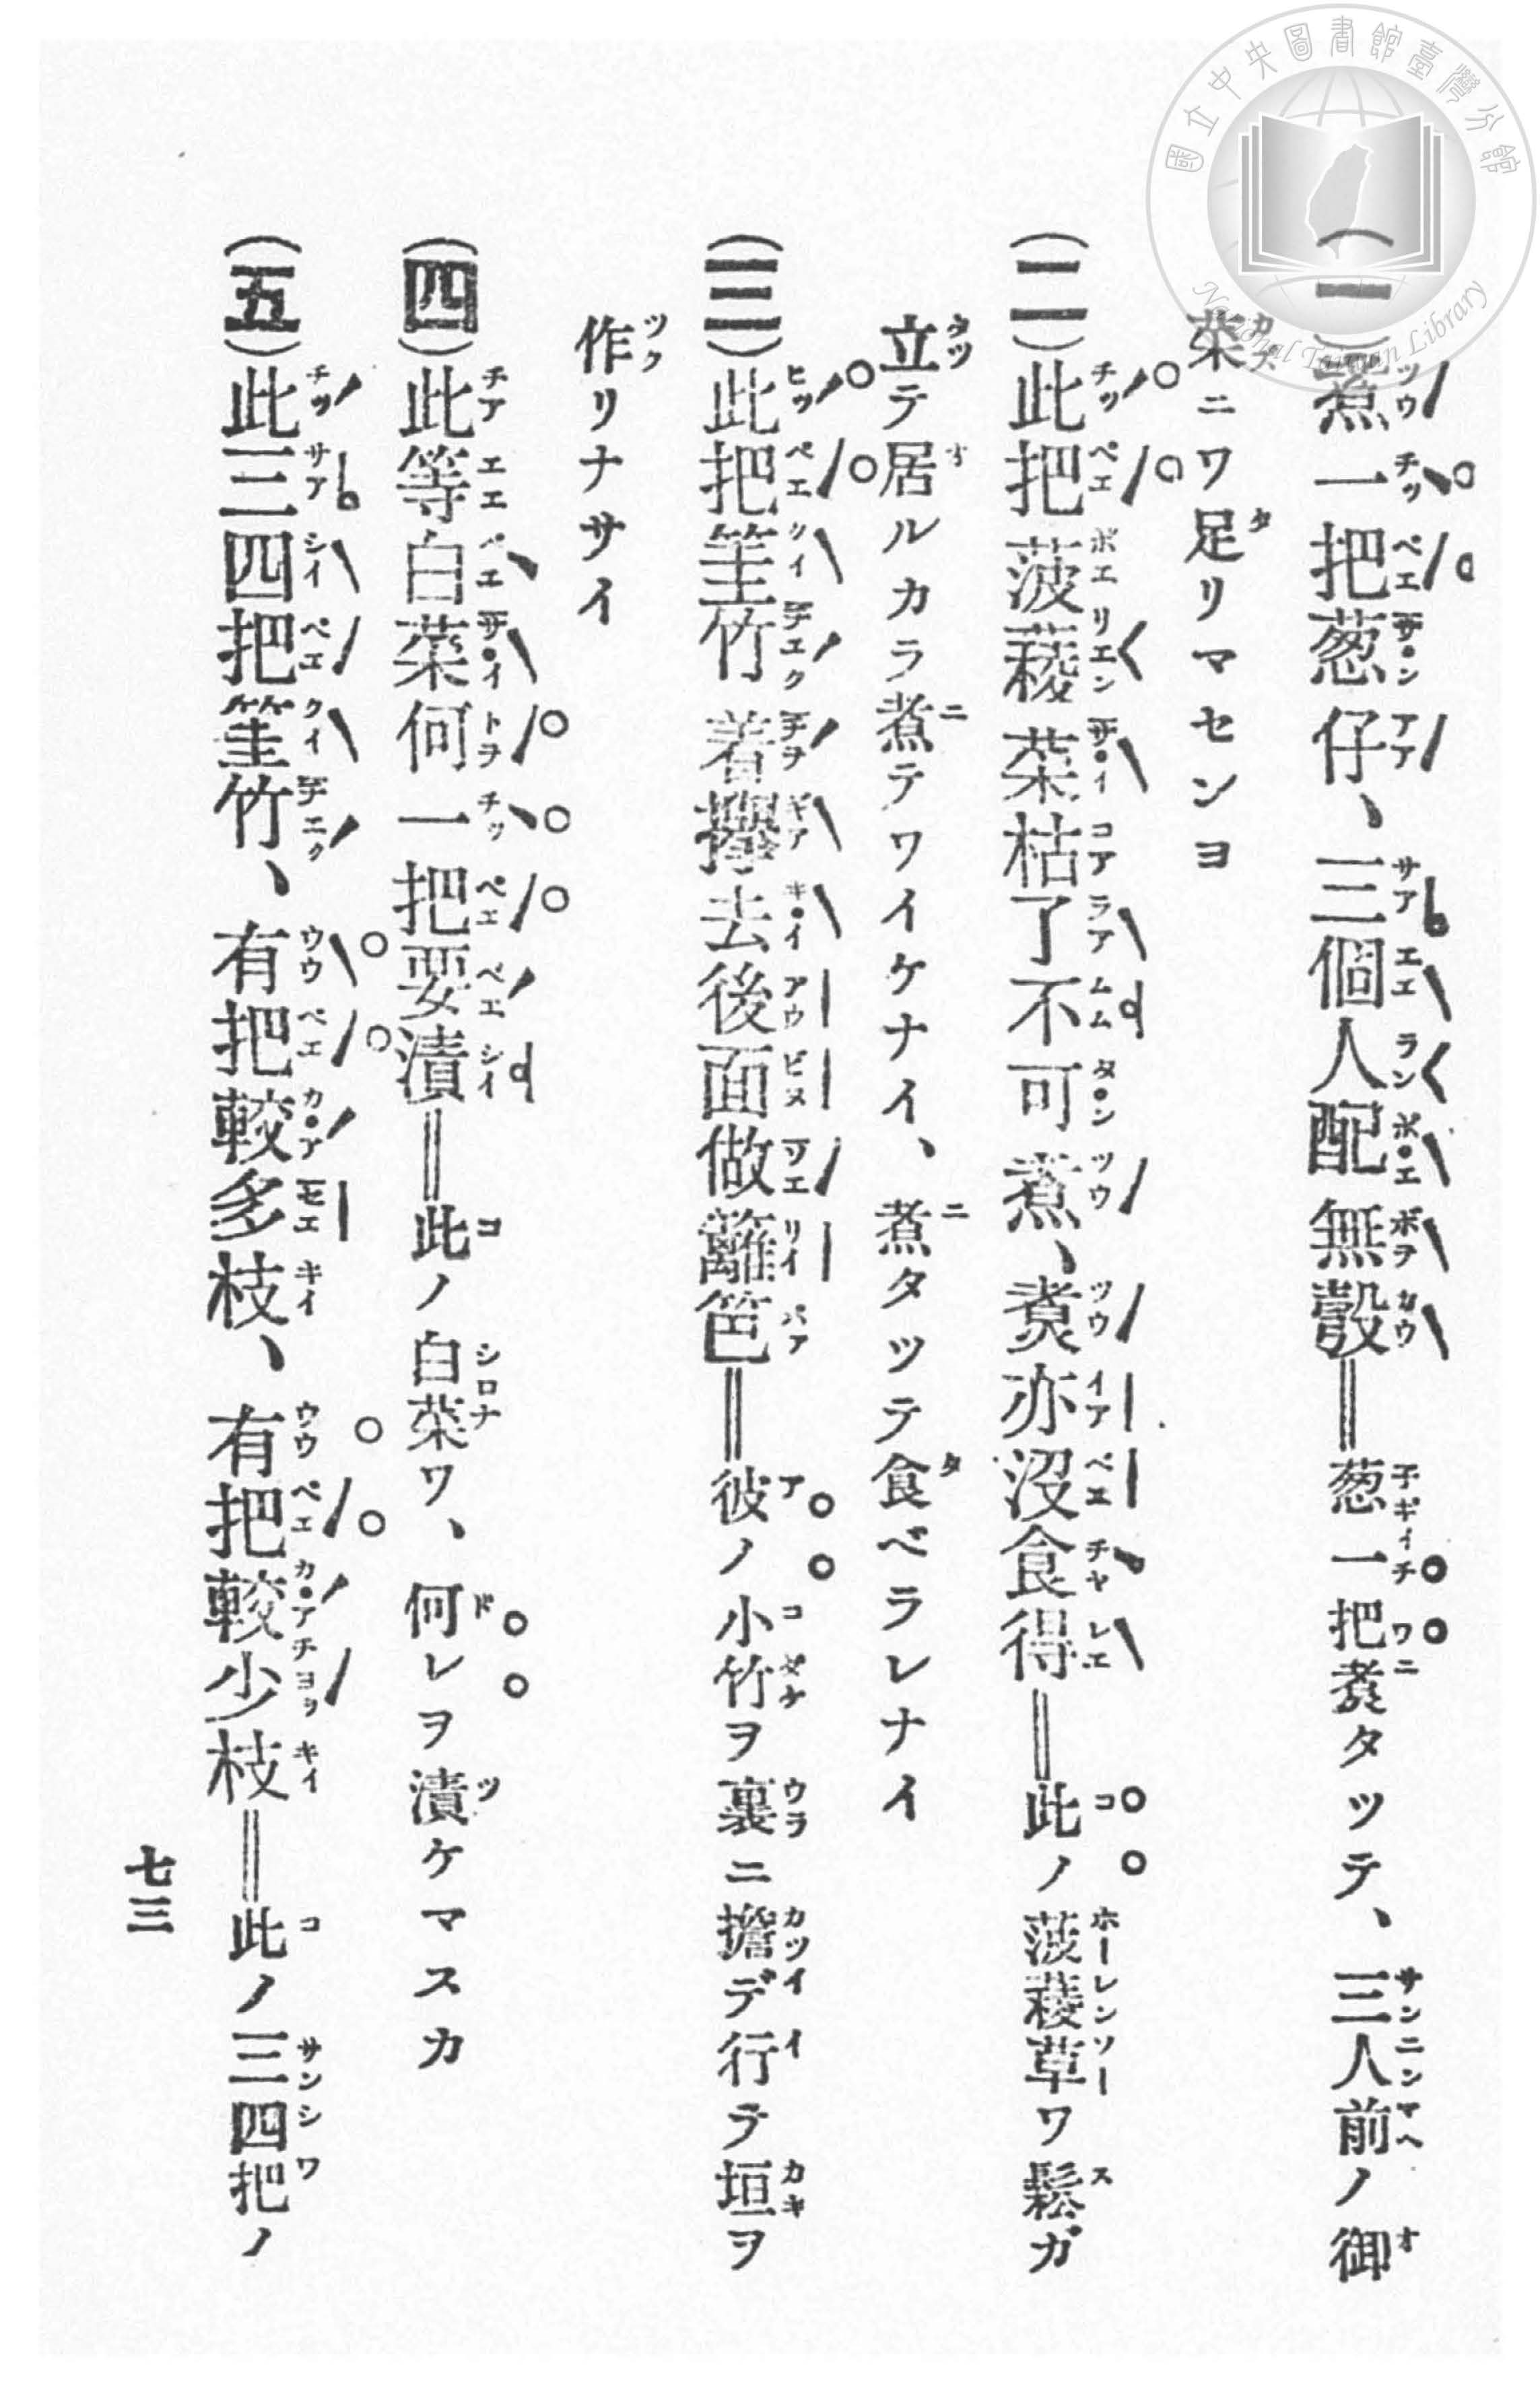 國立中央圖書館臺灣分館
National Taiwan Library
(一)煮一把葱仔、三個人配無彀═葱一把煮タッテ、三人前ノ御
菜ニワ足リマセンヨ
(二)此把菠薐菜枯了不可煮、煮亦沒食得═此ノ菠薐草ワ鬆ガ
立テ居ルカラ煮テワイケナイ、煮タッテ食ベラレナイ
(三)此把筀竹着擇去後面做籬笆═彼ノ小竹ヲ裏ニ擔デ行テ垣ヲ
作リナサイ
(四)此等白菜何一把要漬═此ノ白菜ワ、何レヲ漬ケマスカ
(五)此三四把筀竹、有把較多枝、有把較少枝═此ノ三四把ノ
七三